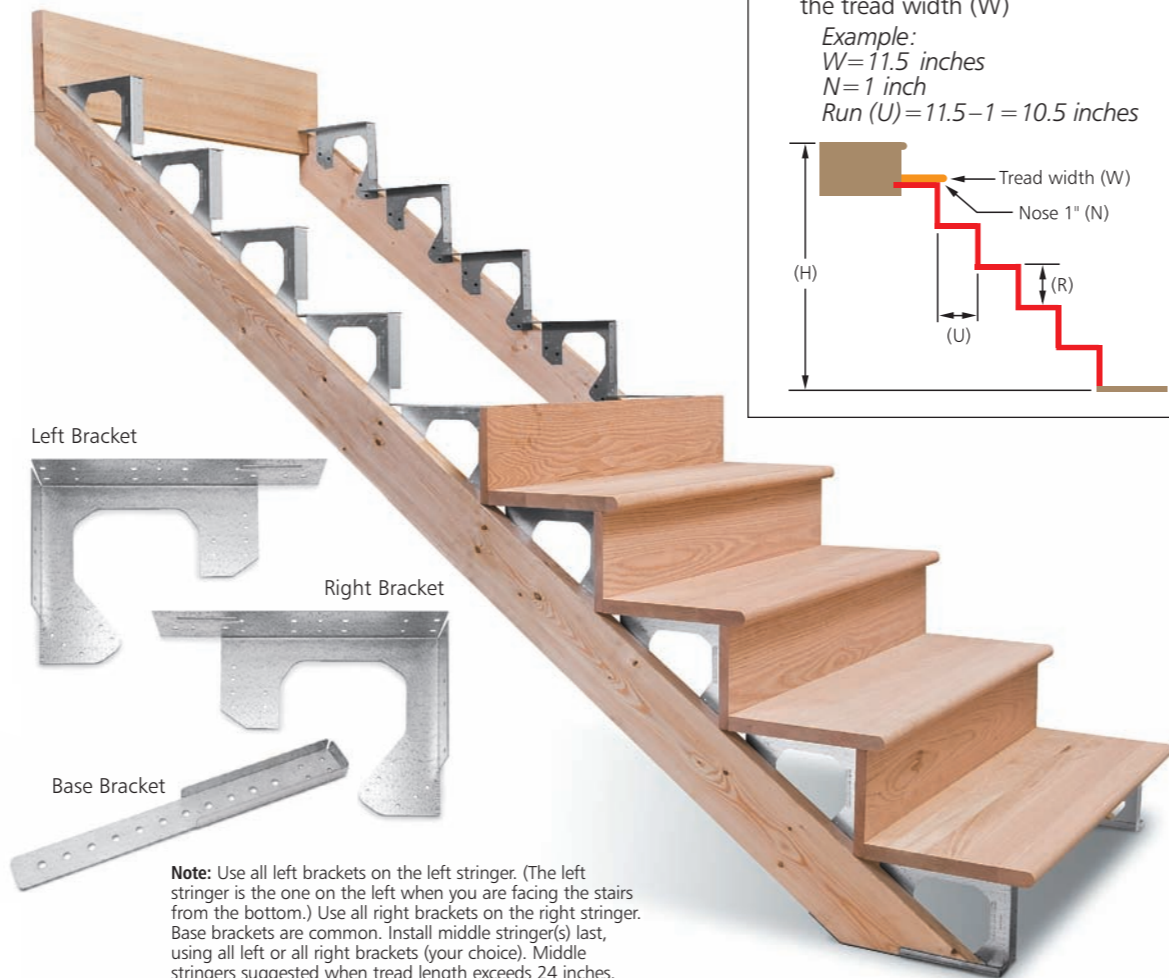 the tread width (W)
Example:
W=11.5 inches
N=1 inch
Run (U)=11.5–1=10.5 inches
Tread width (W)
Nose 1" (N)
(H)
(R)
(U)
Left Bracket
Right Bracket
Base Bracket
Note: Use all left brackets on the left stringer. (The left
stringer is the one on the left when you are facing the stairs
from the bottom.) Use all right brackets on the right stringer.
Base brackets are common. Install middle stringer(s) last,
using all left or all right brackets (your choice). Middle
stringers suggested when tread length exceeds 24 inches.